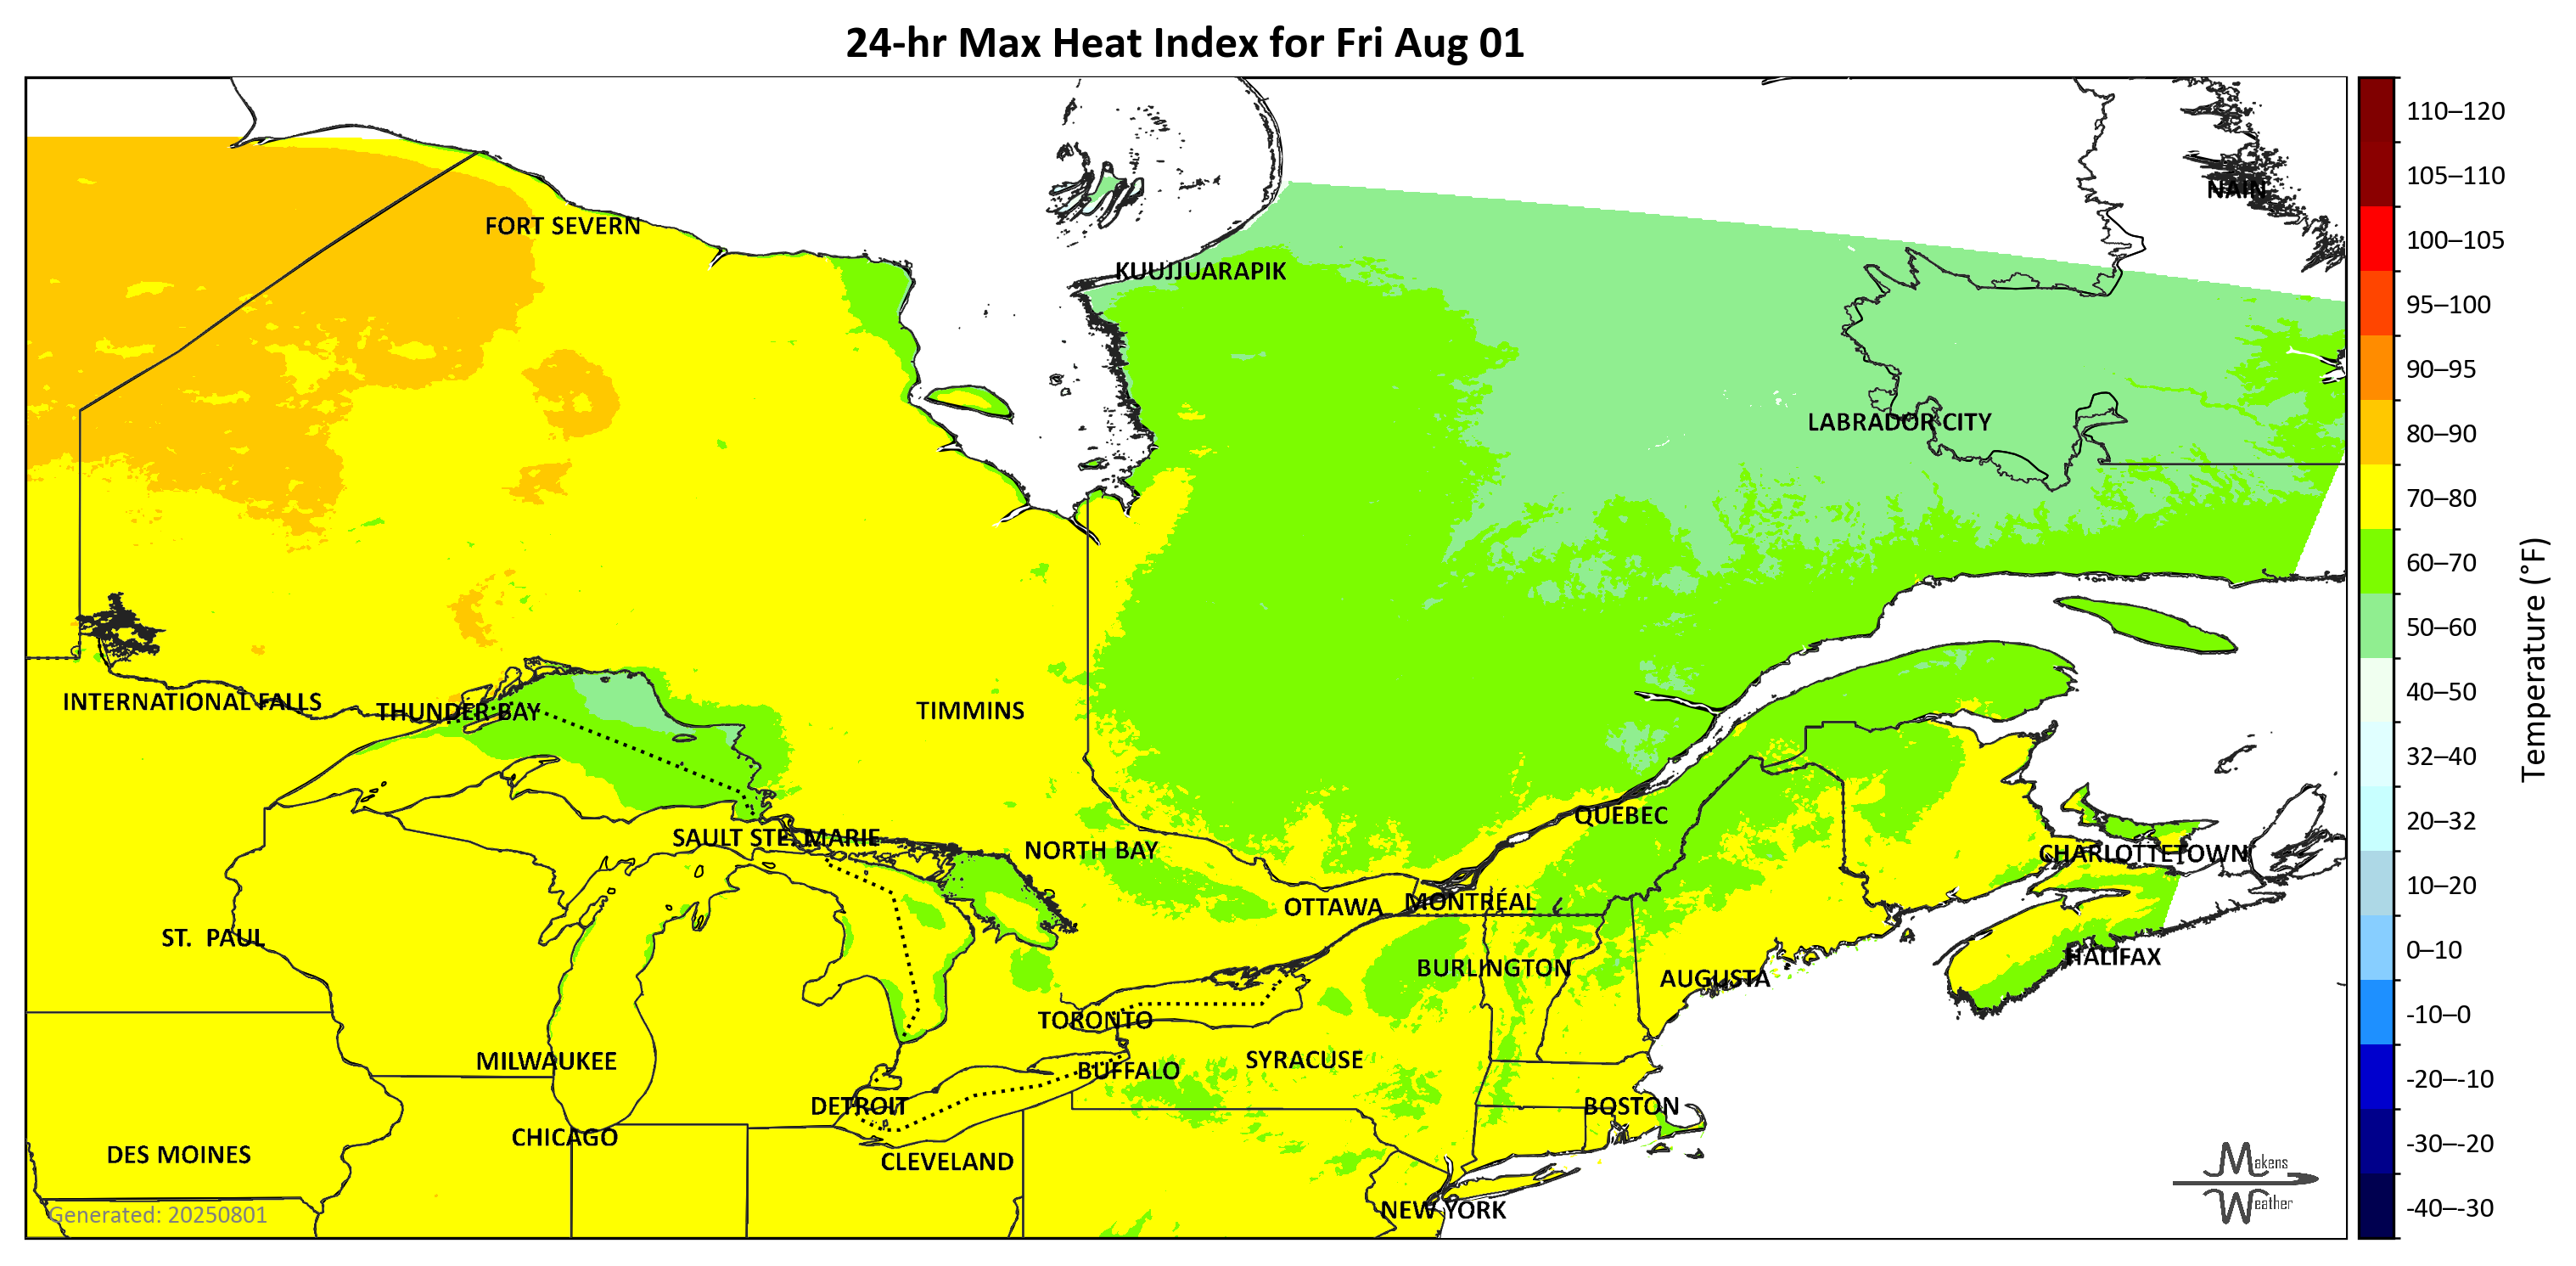 24-hr Max Heat Index for Fri Aug 01
110–120
105–110
NAIN
FORT SEVERN
100–105
KUUJJUARAPIK
95–100
90–95
LABRADOR CITY
80–90
70–80
60–70
50–60
Temperature (°F)
40–50
INTERNATIONAL FALLS
THUNDER BAY
TIMMINS
32–40
QUEBEC
20–32
SAULT STE. MARIE
NORTH BAY
CHARLOTTETOWN
10–20
OTTAWA
MONTRÉAL
ST. PAUL
0–10
HALIFAX
BURLINGTON
AUGUSTA
-10–0
TORONTO
MILWAUKEE
SYRACUSE
BUFFALO
-20–-10
DETROIT
BOSTON
CHICAGO
-30–-20
DES MOINES
CLEVELAND
Makens
Weather
NEW YORK
-40–-30
Generated: 20250801